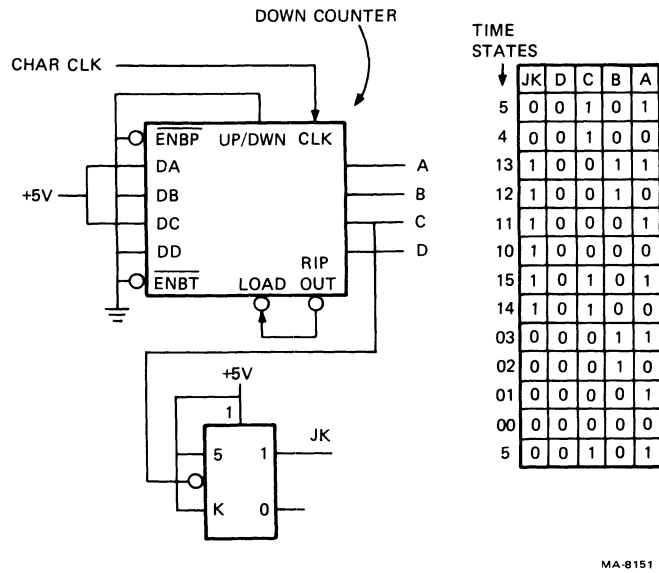 DOWN COUNTER
CHAR CLK
ENBP UP/DWN CLK
DA
DB
DC
DD
ENBT LOAD RIP OUT
+5V
A
B
C
D
+5V
1
5 1
K 0
JK
TIME
STATES
JK D C B A
5 0 0 1 0 1
4 0 0 1 0 0
13 1 0 0 1 1
12 1 0 0 1 0
11 1 0 0 0 1
10 1 0 0 0 0
15 1 0 1 0 1
14 1 0 1 0 0
03 0 0 0 1 1
02 0 0 0 1 0
01 0 0 0 0 1
00 0 0 0 0 0
5 0 0 1 0 1
MA-8151